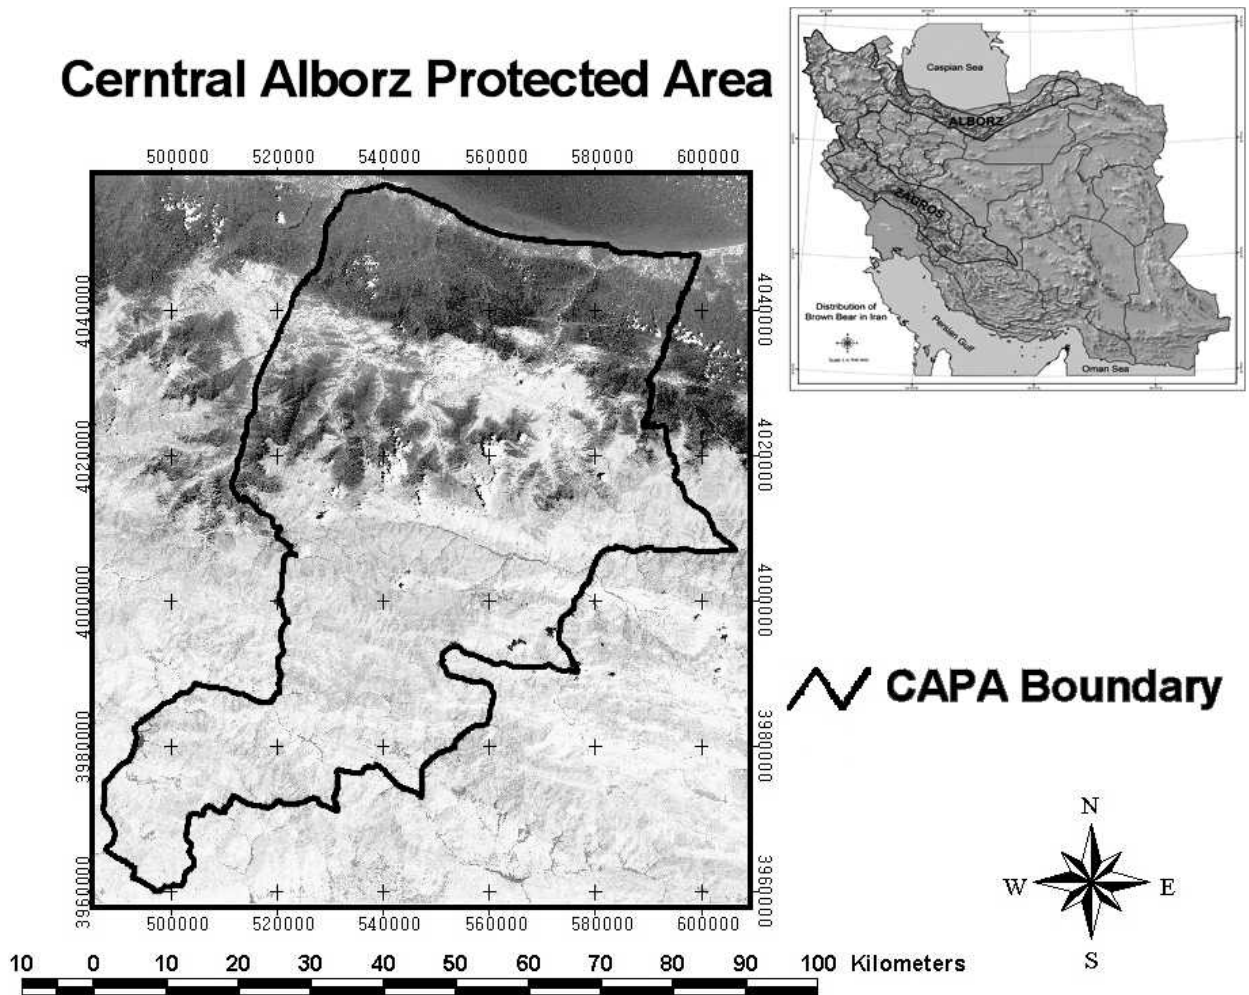 Cerntral Alborz Protected Area
Caspian Sea
ALBORZ
ZAGROS
Distribution of
Brown Bear in Iran
Persian Gulf
Oman Sea
500000 520000 540000 560000 580000 600000
4040000
4020000
4000000
3980000
3960000
4040000
4020000
4000000
3980000
3960000
500000 520000 540000 560000 580000 600000
CAPA Boundary
N
W E
S
10 0 10 20 30 40 50 60 70 80 90 100 Kilometers